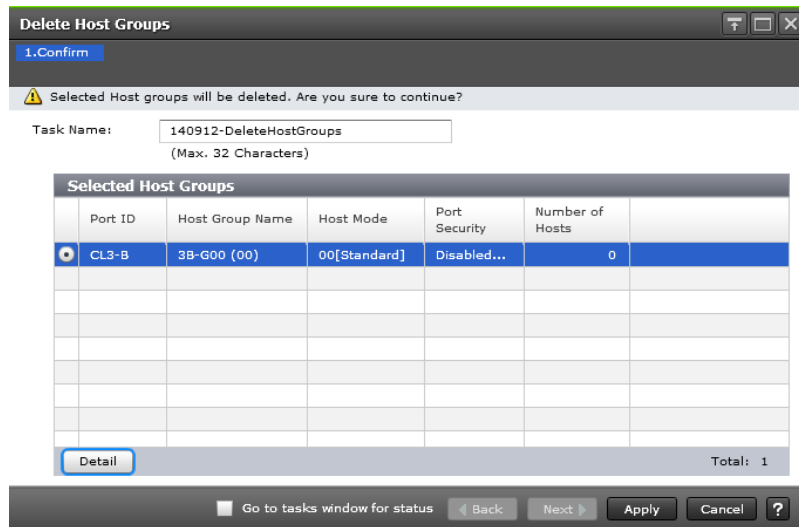 Delete Host Groups
1.Confirm
Selected Host groups will be deleted. Are you sure to continue?
Task Name: 140912-DeleteHostGroups
(Max. 32 Characters)
Selected Host Groups
Port ID Host Group Name Host Mode Port Security Number of Hosts
CL3-B 3B-G00 (00) 00[Standard] Disabled... 0
Detail Total: 1
Go to tasks window for status Back Next Apply Cancel ?